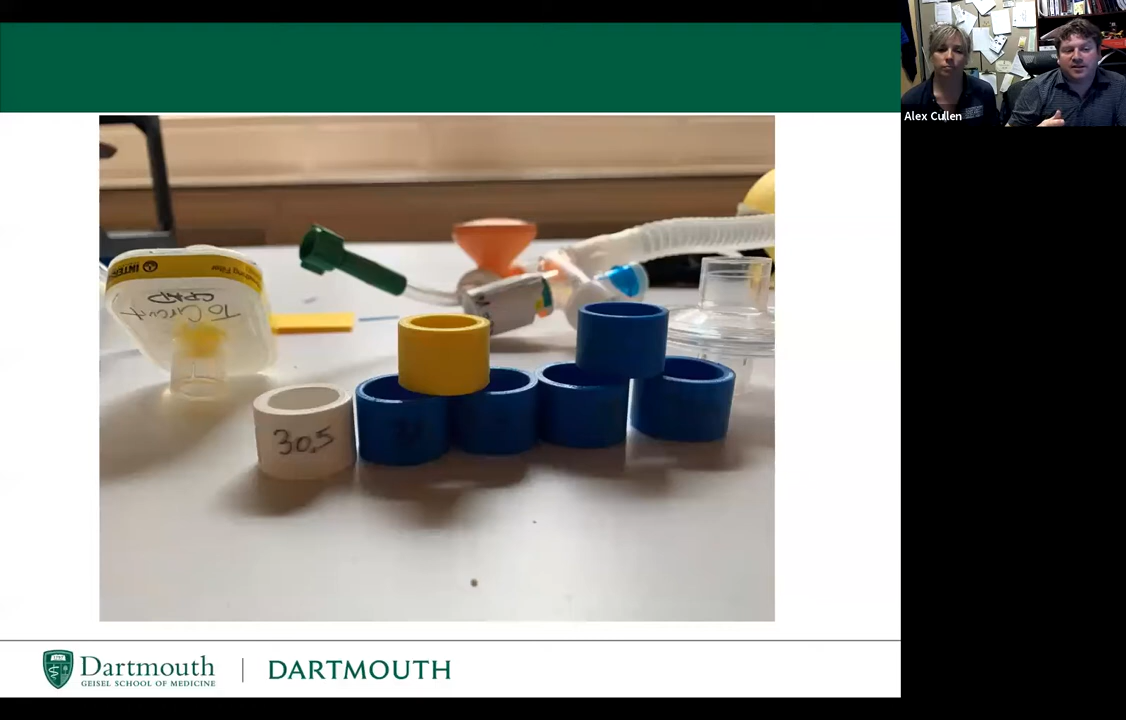 Alex Cullen
To Circuit
CPAP
30.5
Dartmouth
GEISEL SCHOOL OF MEDICINE
DARTMOUTH